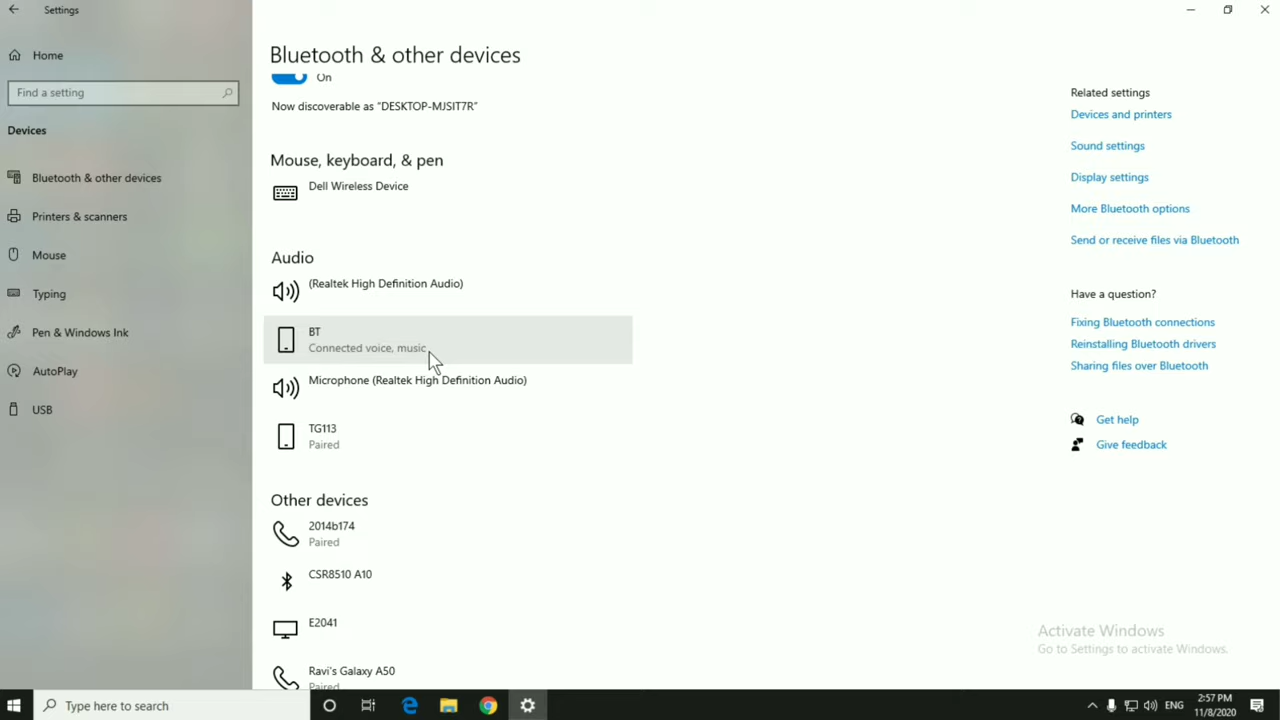 Settings
Home
Find a setting
Devices
Bluetooth & other devices
Printers & scanners
Mouse
Typing
Pen & Windows Ink
AutoPlay
USB
Bluetooth & other devices
On
Now discoverable as "DESKTOP-MJSIT7R"
Mouse, keyboard, & pen
Dell Wireless Device
Audio
(Realtek High Definition Audio)
BT
Connected voice, music
Microphone (Realtek High Definition Audio)
TG113
Paired
Other devices
2014b174
Paired
CSR8510 A10
E2041
Ravi's Galaxy A50
Paired
Related settings
Devices and printers
Sound settings
Display settings
More Bluetooth options
Send or receive files via Bluetooth
Have a question?
Fixing Bluetooth connections
Reinstalling Bluetooth drivers
Sharing files over Bluetooth
Get help
Give feedback
Activate Windows
Go to Settings to activate Windows.
Type here to search
ENG
2:57 PM
11/8/2020